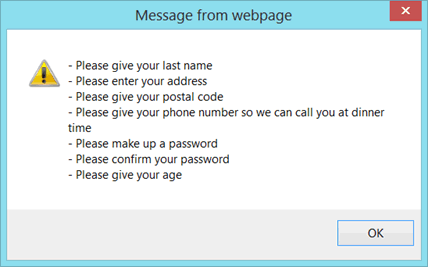 Message from webpage
- Please give your last name
- Please enter your address
- Please give your postal code
- Please give your phone number so we can call you at dinner
time
- Please make up a password
- Please confirm your password
- Please give your age
OK